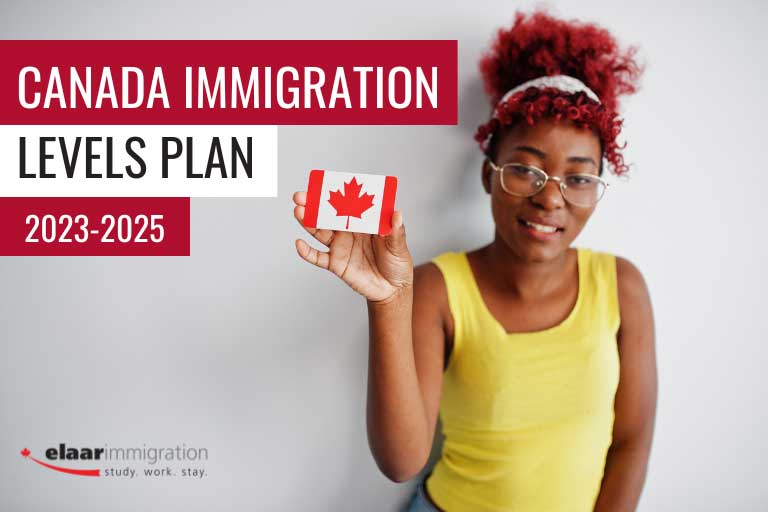 CANADA IMMIGRATION
LEVELS PLAN
2023-2025
elaarimmigration
study. work. stay.